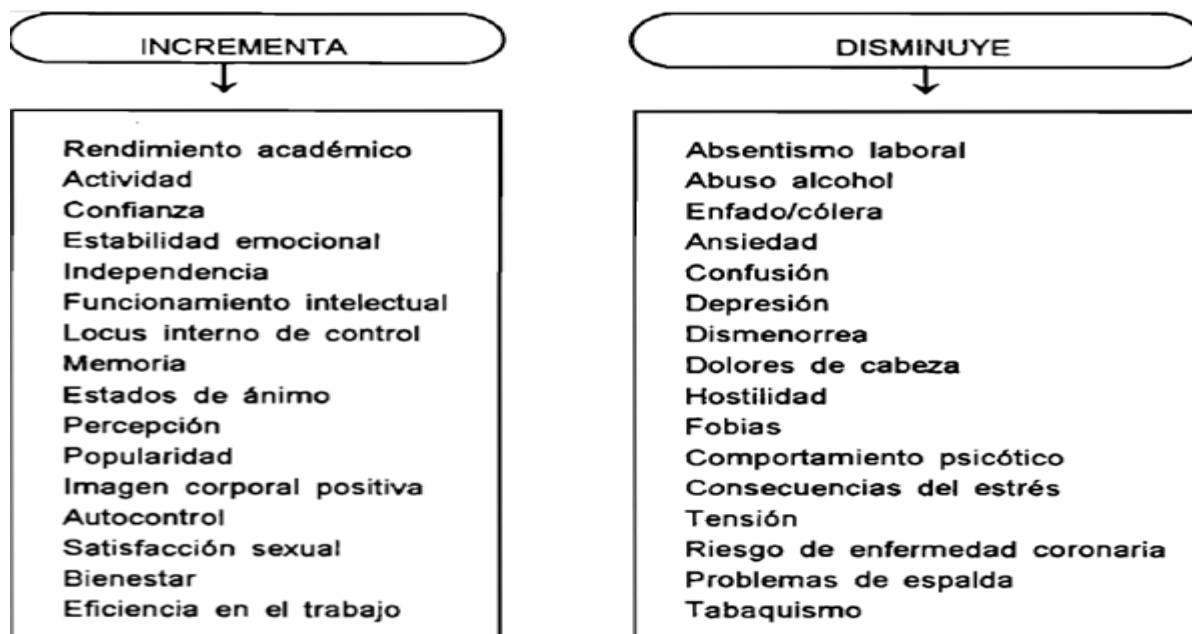 INCREMENTA
Rendimiento académico
Actividad
Confianza
Estabilidad emocional
Independencia
Funcionamiento intelectual
Locus interno de control
Memoria
Estados de ánimo
Percepción
Popularidad
Imagen corporal positiva
Autocontrol
Satisfacción sexual
Bienestar
Eficiencia en el trabajo
DISMINUYE
Absentismo laboral
Abuso alcohol
Enfado/cólera
Ansiedad
Confusión
Depresión
Dismenorrea
Dolores de cabeza
Hostilidad
Fobias
Comportamiento psicótico
Consecuencias del estrés
Tensión
Riesgo de enfermedad coronaria
Problemas de espalda
Tabaquismo